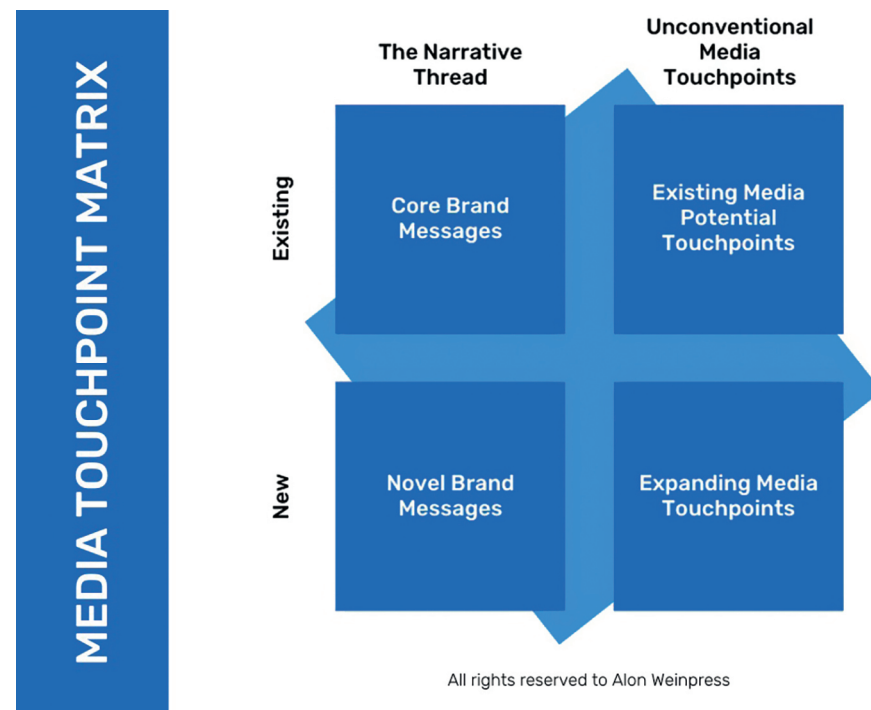 MEDIA TOUCHPOINT MATRIX
The Narrative
Thread
Unconventional
Media
Touchpoints
Existing
Core Brand
Messages
Existing Media
Potential
Touchpoints
New
Novel Brand
Messages
Expanding Media
Touchpoints
All rights reserved to Alon Weinpress